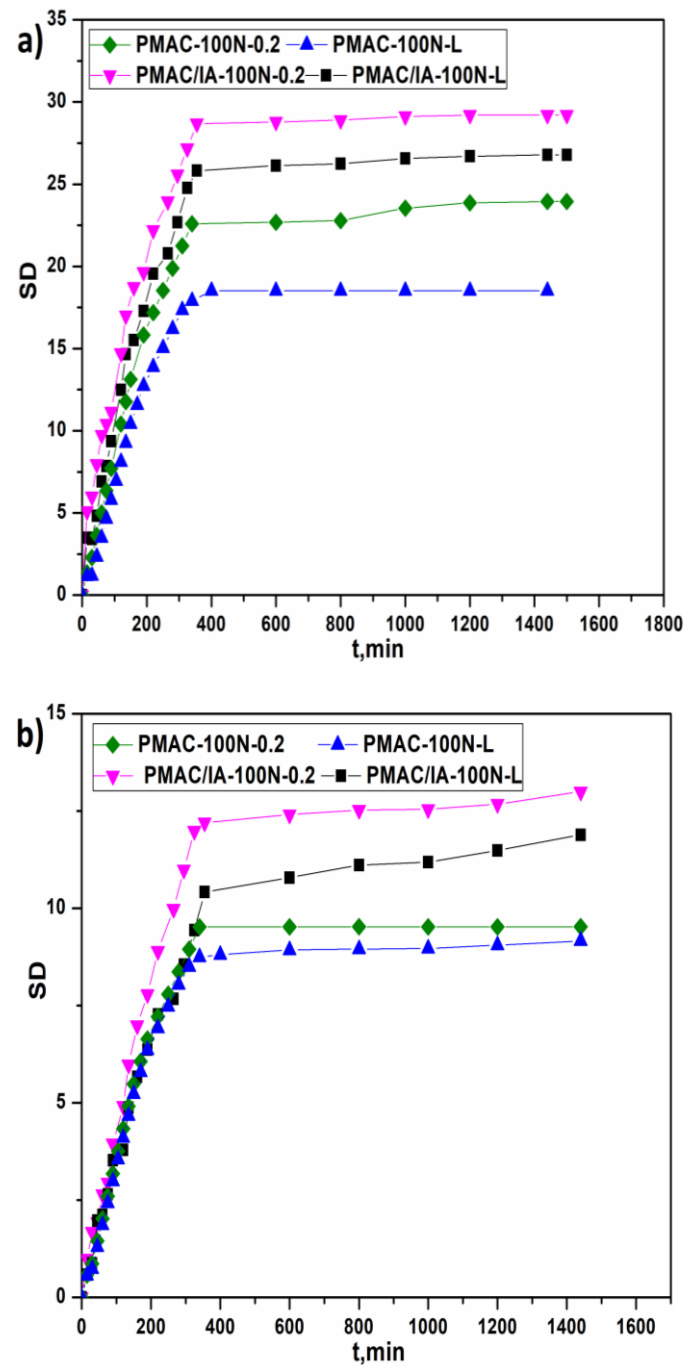 a)
PMAC-100N-0.2 PMAC-100N-L
PMAC/IA-100N-0.2 PMAC/IA-100N-L
35
30
25
20
15
10
5
0
SD
0 200 400 600 800 1000 1200 1400 1600 1800
t,min
b)
PMAC-100N-0.2 PMAC-100N-L
PMAC/IA-100N-0.2 PMAC/IA-100N-L
15
10
5
0
SD
0 200 400 600 800 1000 1200 1400 1600
t,min